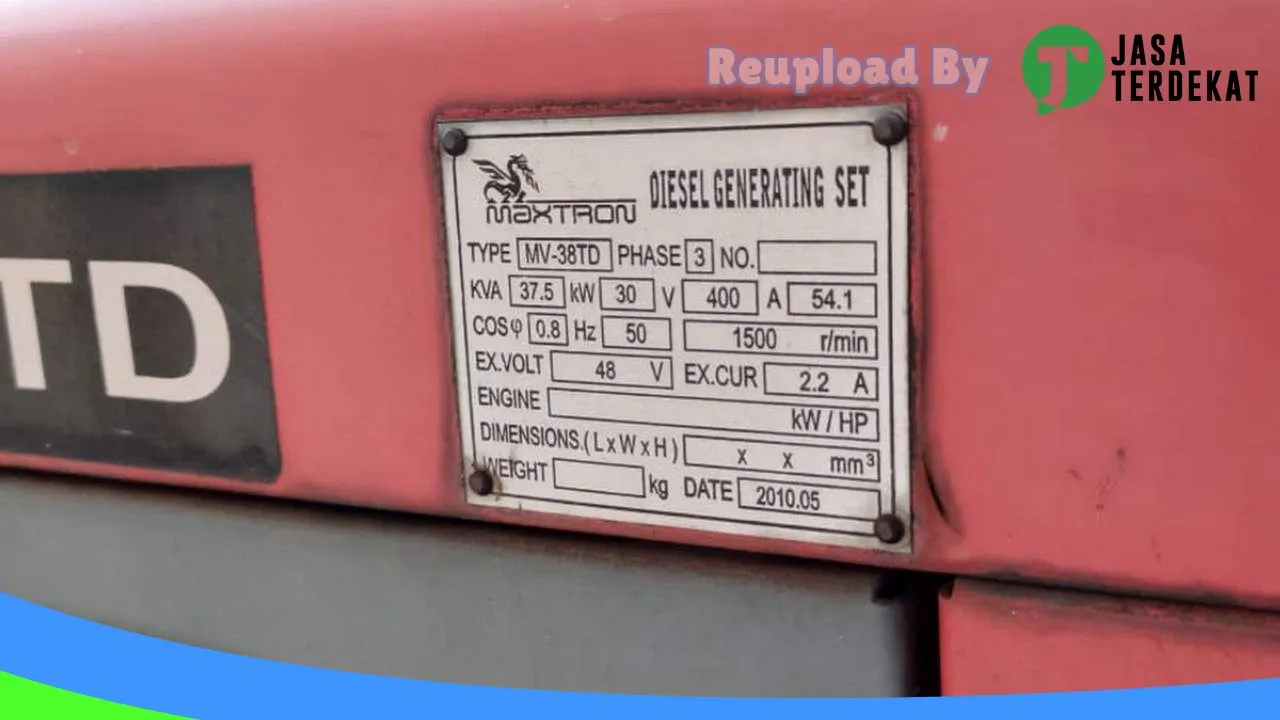 Reupload By
JASA
TERDEKAT
TD
MAXTRON
DIESEL GENERATING SET
TYPE MV-38TD PHASE 3 NO.
KVA 37.5 kW 30 V 400 A 54.1
COSφ 0.8 Hz 50 1500 r/min
EX.VOLT 48 V EX.CUR 2.2 A
ENGINE kW / HP
DIMENSIONS.(LxWxH) x x mm³
WEIGHT kg DATE 2010.05